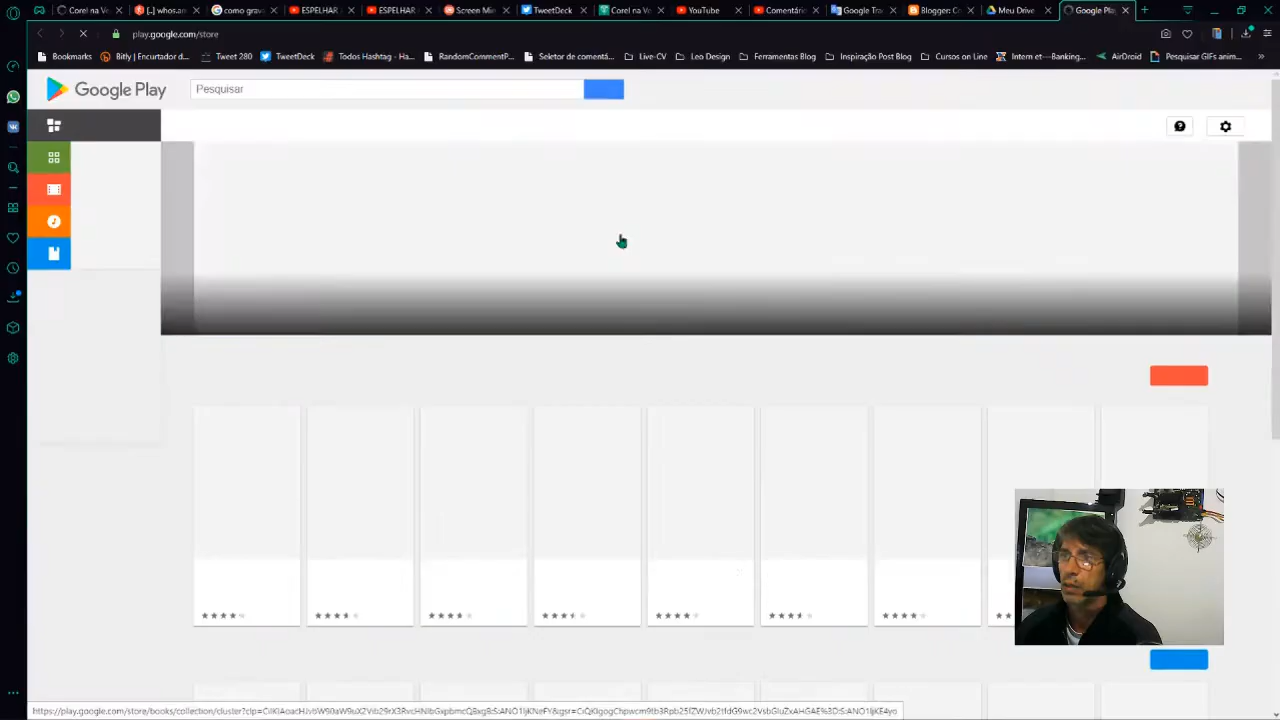 Corel na V
[..] whos.am
como grav
ESPELHAR
ESPELHAR
Screen Mi
TweetDeck
Corel na V
YouTube
Comentári
Google Tra
Blogger: C
Meu Drive
Google Pla
play.google.com/store
Bookmarks
Bitly | Encurtador d...
Tweet 280
TweetDeck
Todos Hashtag - Ha...
RandomCommentP...
Seletor de comentá...
Live-CV
Leo Design
Ferramentas Blog
Inspiração Post Blog
Cursos on Line
Intern et—Banking...
AirDroid
Pesquisar GIFs anim...
Google Play
Pesquisar